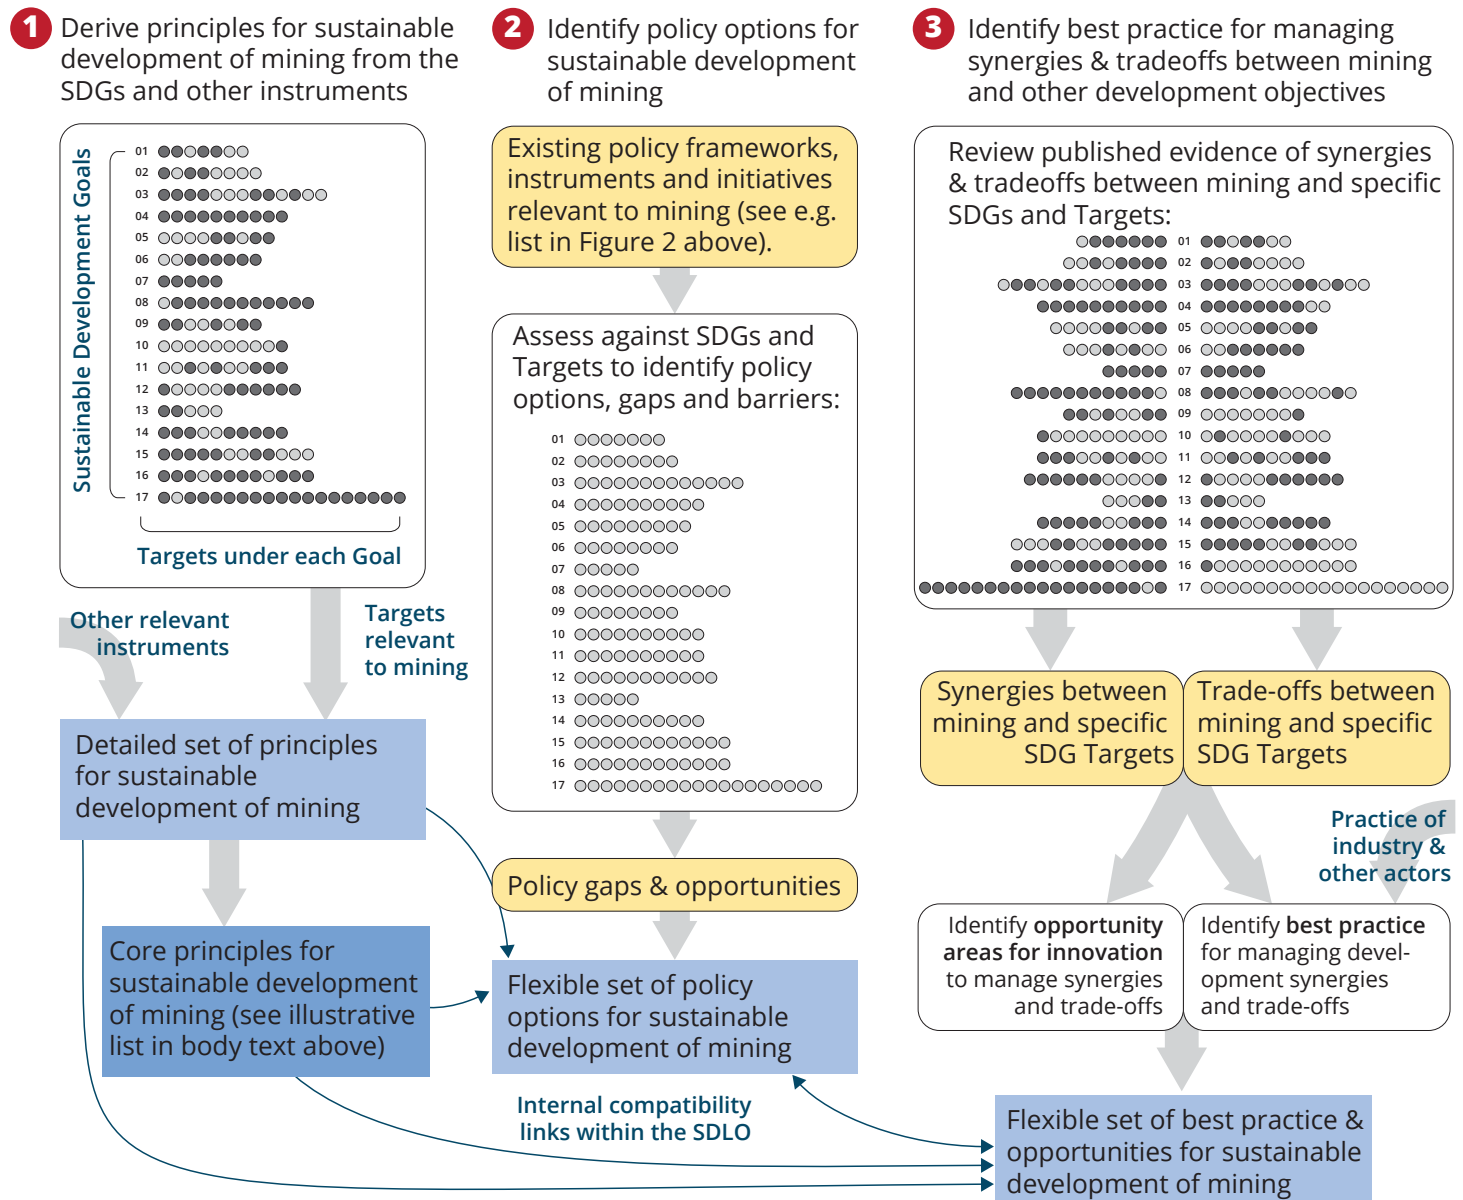 1 Derive principles for sustainable
development of mining from the
SDGs and other instruments
Sustainable Development Goals
01
02
03
04
05
06
07
08
09
10
11
12
13
14
15
16
17
Targets under each Goal
Other relevant
instruments
Targets
relevant
to mining
Detailed set of principles
for sustainable
development of mining
Core principles for
sustainable development
of mining (see illustrative
list in body text above)
2 Identify policy options for
sustainable development
of mining
Existing policy frameworks,
instruments and initiatives
relevant to mining (see e.g.
list in Figure 2 above).
Assess against SDGs and
Targets to identify policy
options, gaps and barriers:
01
02
03
04
05
06
07
08
09
10
11
12
13
14
15
16
17
Policy gaps & opportunities
Flexible set of policy
options for sustainable
development of mining
Internal compatibility
links within the SDLO
3 Identify best practice for managing
synergies & tradeoffs between mining
and other development objectives
Review published evidence of synergies
& tradeoffs between mining and specific
SDGs and Targets:
01
02
03
04
05
06
07
08
09
10
11
12
13
14
15
16
17
Synergies between
mining and specific
SDG Targets
Trade-offs between
mining and specific
SDG Targets
Practice of
industry &
other actors
Identify opportunity
areas for innovation
to manage synergies
and trade-offs
Identify best practice
for managing devel-
opment synergies
and trade-offs
Flexible set of best practice &
opportunities for sustainable
development of mining